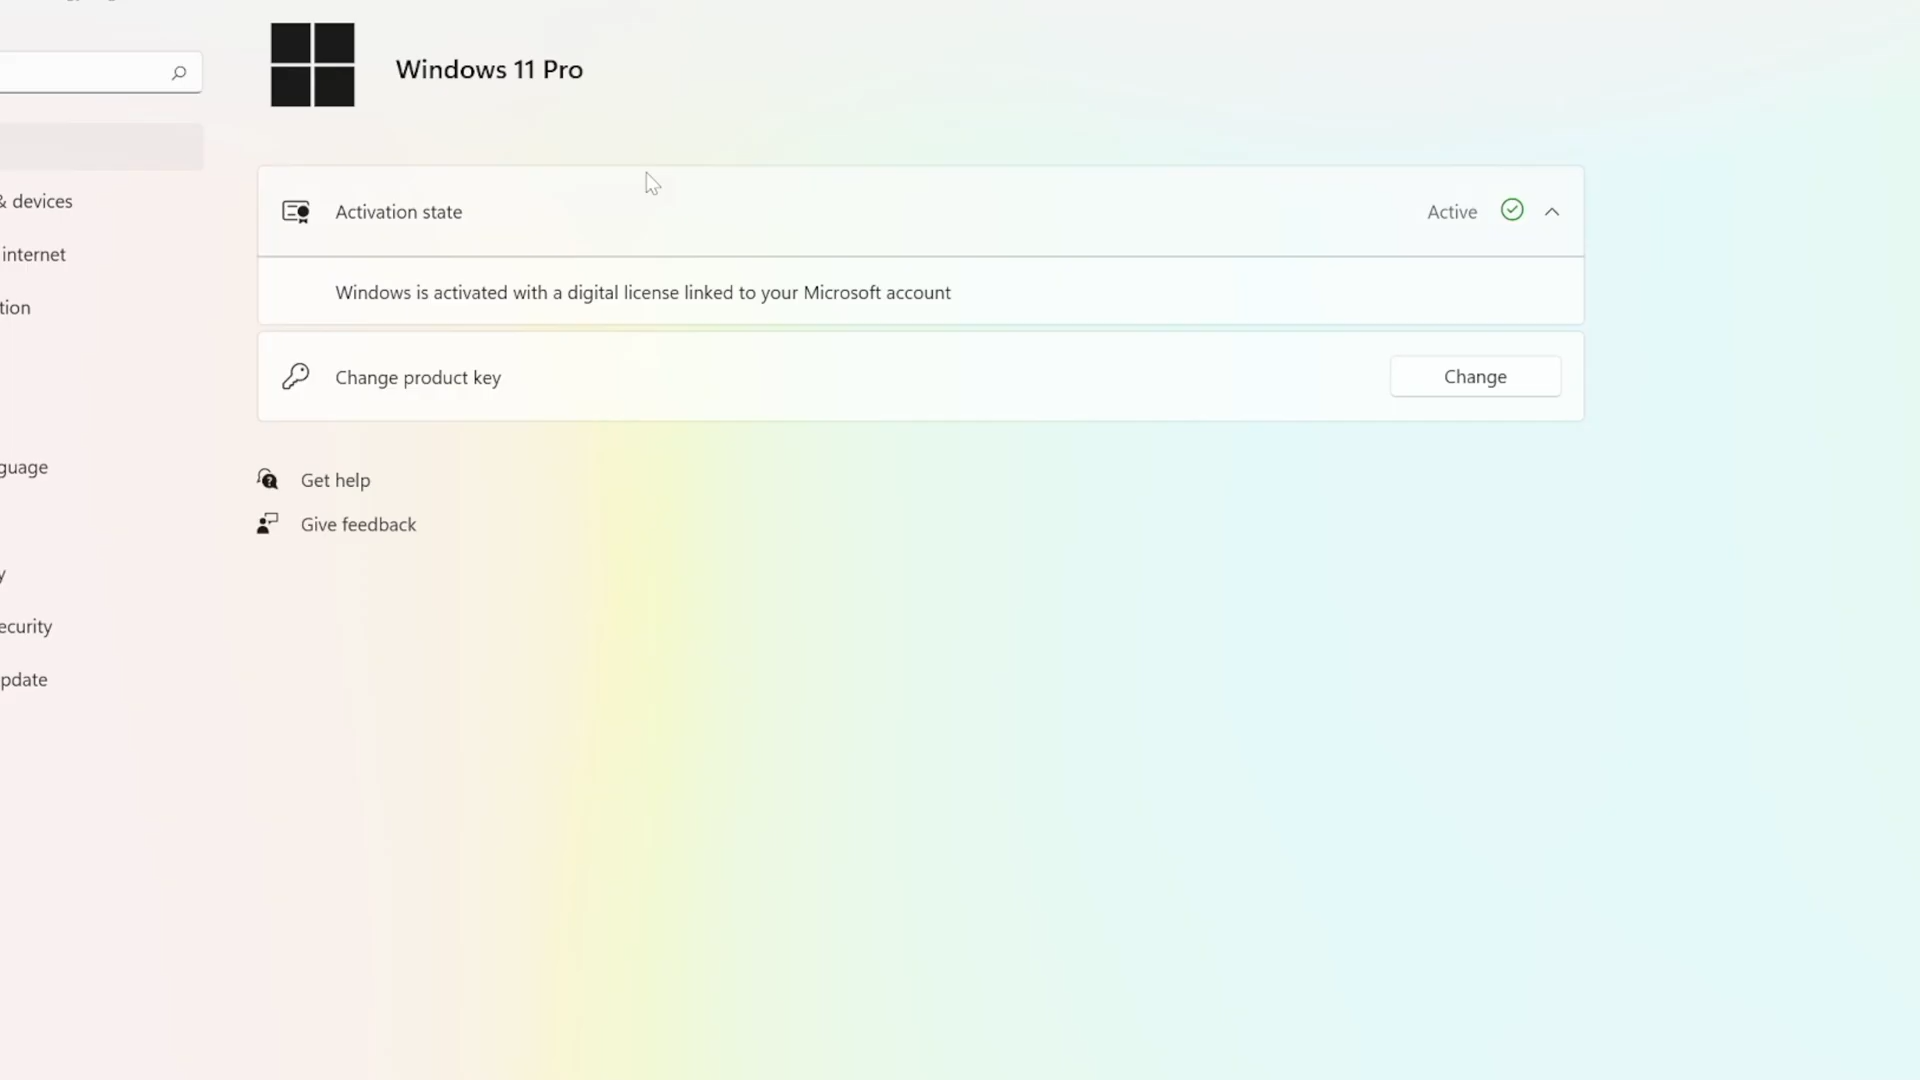 Windows 11 Pro
& devices
internet
tion
guage
y
ecurity
pdate
Activation state
Active
Windows is activated with a digital license linked to your Microsoft account
Change product key
Change
Get help
Give feedback